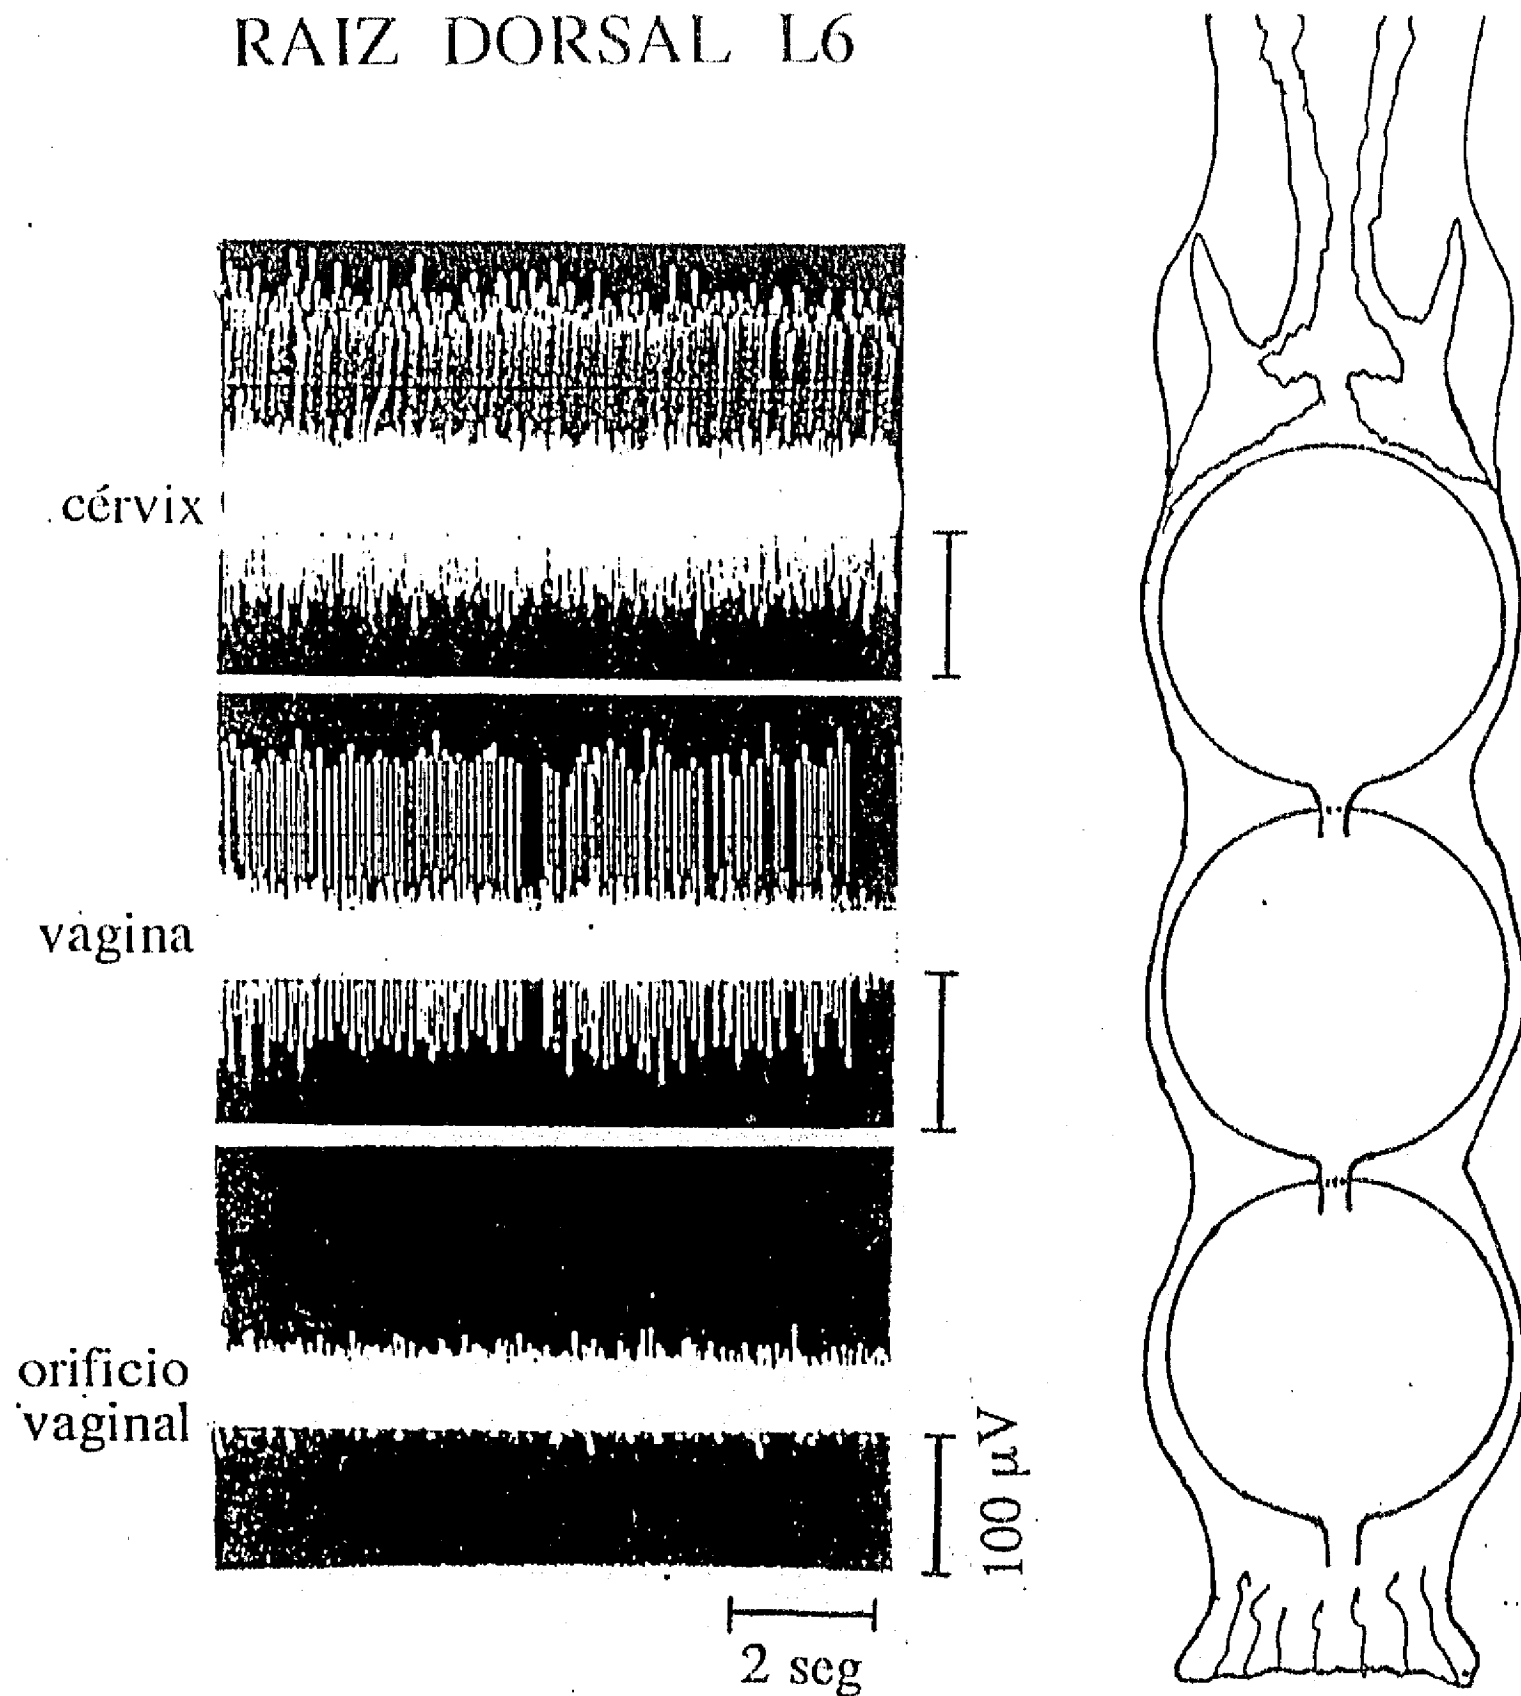 RAIZ DORSAL L6
cérvix
vagina
orificio
vaginal
100 µV
2 seg